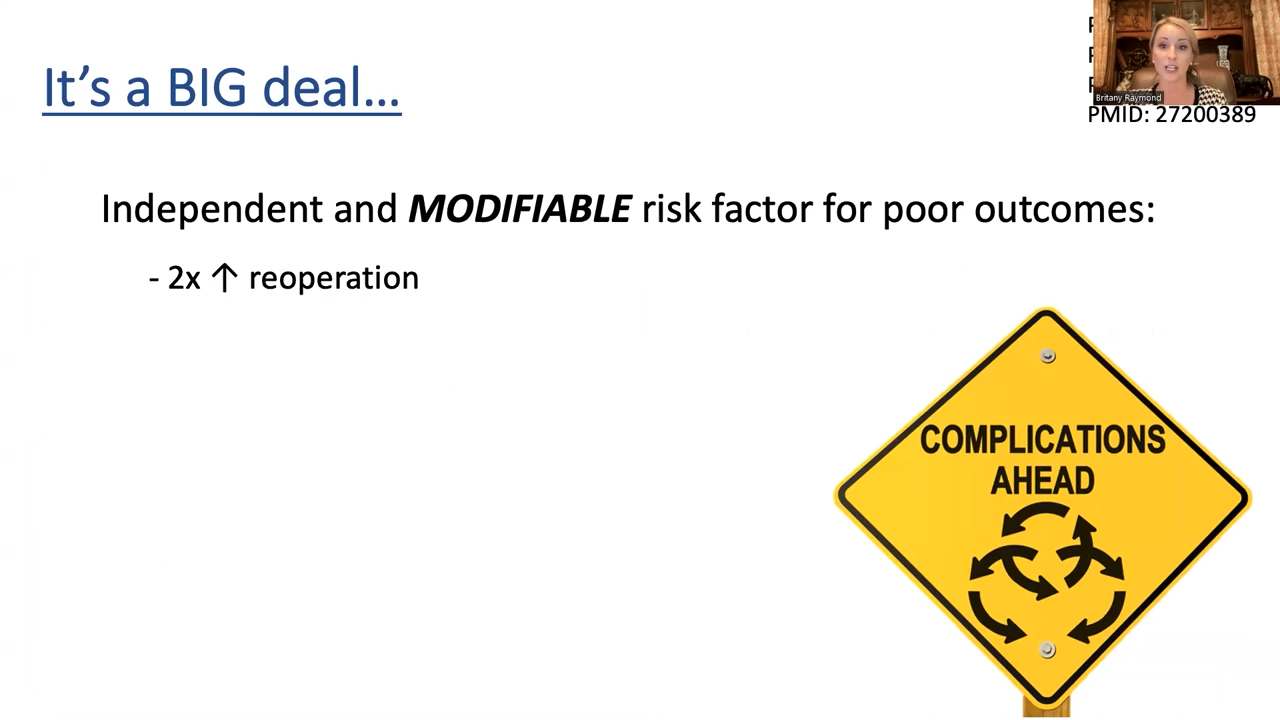 It's a BIG deal...
Britany Raymond
PMID: 27200389
Independent and MODIFIABLE risk factor for poor outcomes:
- 2x ↑ reoperation
COMPLICATIONS
AHEAD